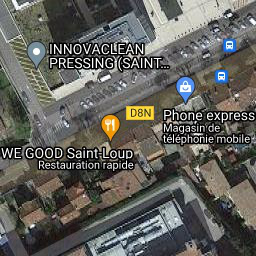 INNOVACLEAN
PRESSING (SAINT...
D8N
Phone express
Magasin de
téléphonie mobile
WE GOOD Saint-Loup
Restauration rapide